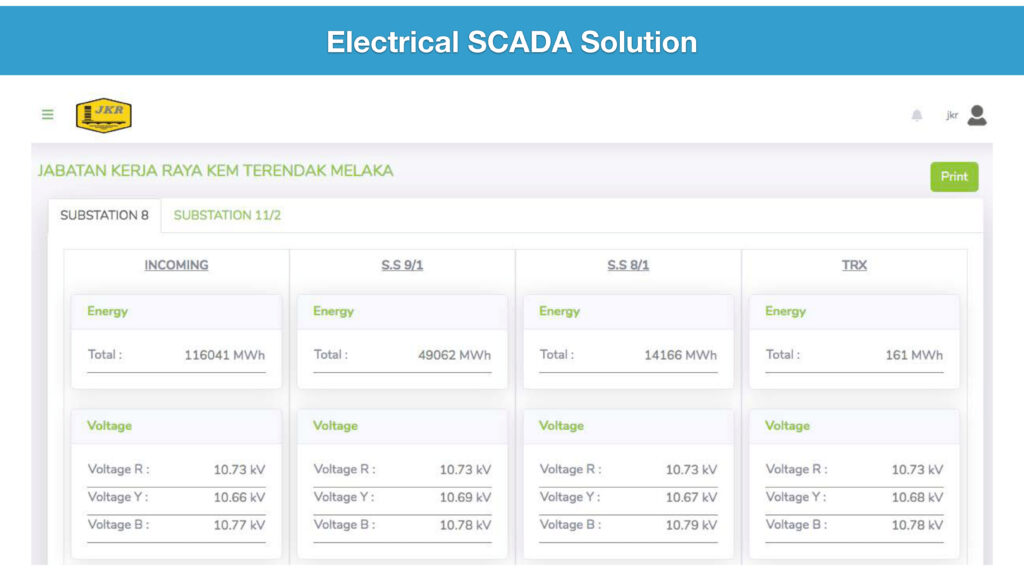 Electrical SCADA Solution
JKR
jkr
JABATAN KERJA RAYA KEM TERENDAK MELAKA
Print
SUBSTATION 8 SUBSTATION 11/2
INCOMING S.S 9/1 S.S 8/1 TRX
Energy Energy Energy Energy
Total : 116041 MWh Total : 49062 MWh Total : 14166 MWh Total : 161 MWh
Voltage Voltage Voltage Voltage
Voltage R : 10.73 kV Voltage R : 10.73 kV Voltage R : 10.73 kV Voltage R : 10.73 kV
Voltage Y : 10.66 kV Voltage Y : 10.69 kV Voltage Y : 10.67 kV Voltage Y : 10.68 kV
Voltage B : 10.77 kV Voltage B : 10.78 kV Voltage B : 10.79 kV Voltage B : 10.78 kV